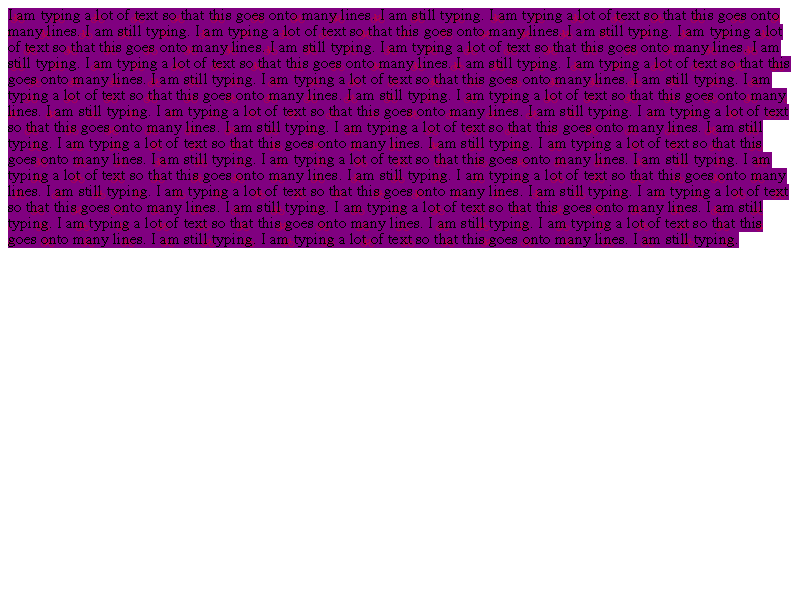 I am typing a lot of text so that this goes onto many lines. I am still typing. I am typing a lot of text so that this goes onto
many lines. I am still typing. I am typing a lot of text so that this goes onto many lines. I am still typing. I am typing a lot
of text so that this goes onto many lines. I am still typing. I am typing a lot of text so that this goes onto many lines. I am
still typing. I am typing a lot of text so that this goes onto many lines. I am still typing. I am typing a lot of text so that this
goes onto many lines. I am still typing. I am typing a lot of text so that this goes onto many lines. I am still typing. I am
typing a lot of text so that this goes onto many lines. I am still typing. I am typing a lot of text so that this goes onto many
lines. I am still typing. I am typing a lot of text so that this goes onto many lines. I am still typing. I am typing a lot of text
so that this goes onto many lines. I am still typing. I am typing a lot of text so that this goes onto many lines. I am still
typing. I am typing a lot of text so that this goes onto many lines. I am still typing. I am typing a lot of text so that this
goes onto many lines. I am still typing. I am typing a lot of text so that this goes onto many lines. I am still typing. I am
typing a lot of text so that this goes onto many lines. I am still typing. I am typing a lot of text so that this goes onto many
lines. I am still typing. I am typing a lot of text so that this goes onto many lines. I am still typing. I am typing a lot of text
so that this goes onto many lines. I am still typing. I am typing a lot of text so that this goes onto many lines. I am still
typing. I am typing a lot of text so that this goes onto many lines. I am still typing. I am typing a lot of text so that this
goes onto many lines. I am still typing. I am typing a lot of text so that this goes onto many lines. I am still typing.